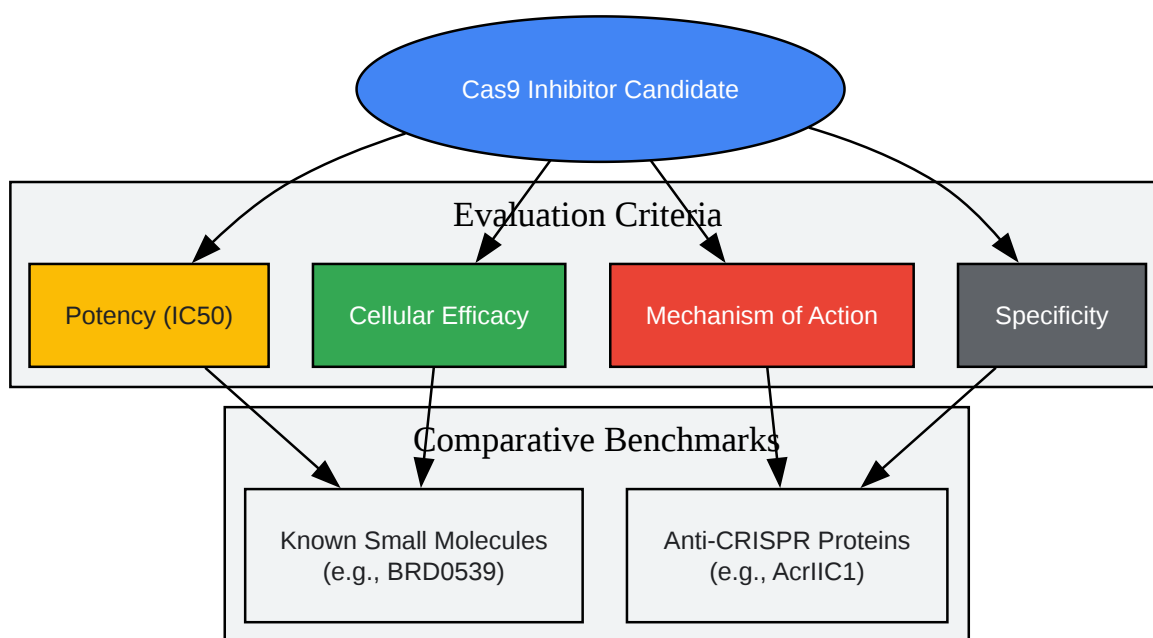 Cas9 Inhibitor Candidate
Evaluation Criteria
Potency (IC50)
Cellular Efficacy
Mechanism of Action
Specificity
Comparative Benchmarks
Known Small Molecules
(e.g., BRD0539)
Anti-CRISPR Proteins
(e.g., AcrIIC1)